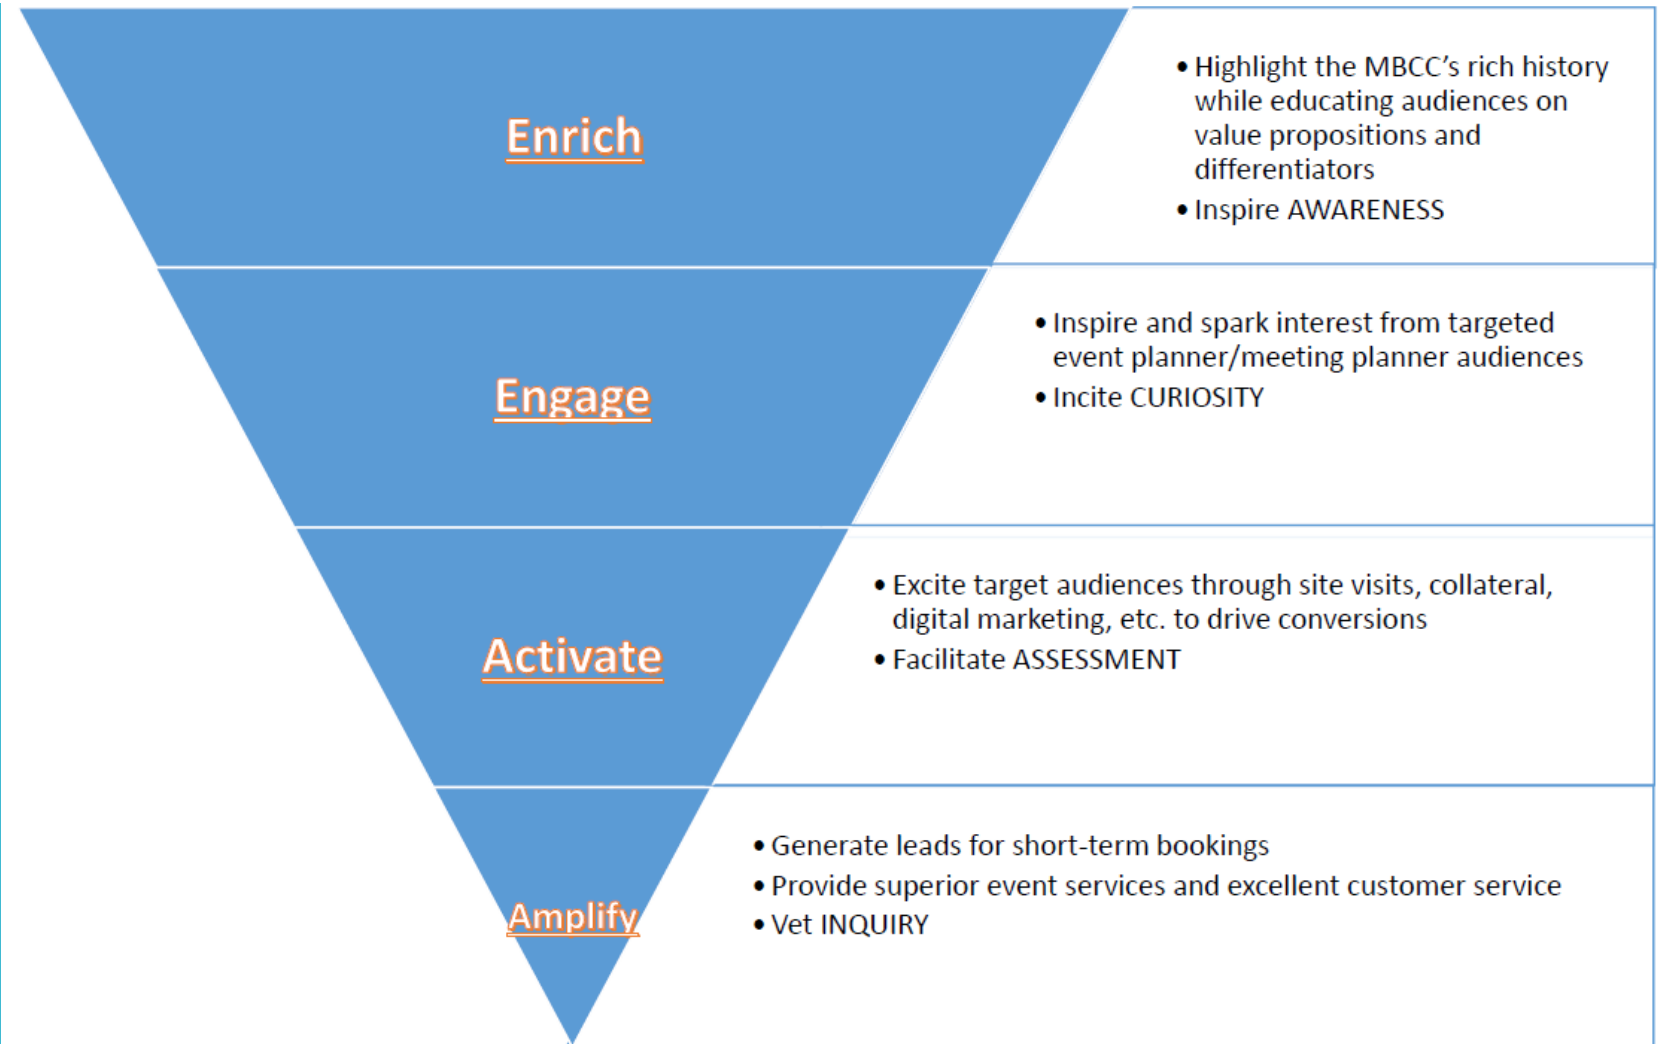 Enrich
• Highlight the MBCC’s rich history
while educating audiences on
value propositions and
differentiators
• Inspire AWARENESS
Engage
• Inspire and spark interest from targeted
event planner/meeting planner audiences
• Incite CURIOSITY
Activate
• Excite target audiences through site visits, collateral,
digital marketing, etc. to drive conversions
• Facilitate ASSESSMENT
Amplify
• Generate leads for short-term bookings
• Provide superior event services and excellent customer service
• Vet INQUIRY